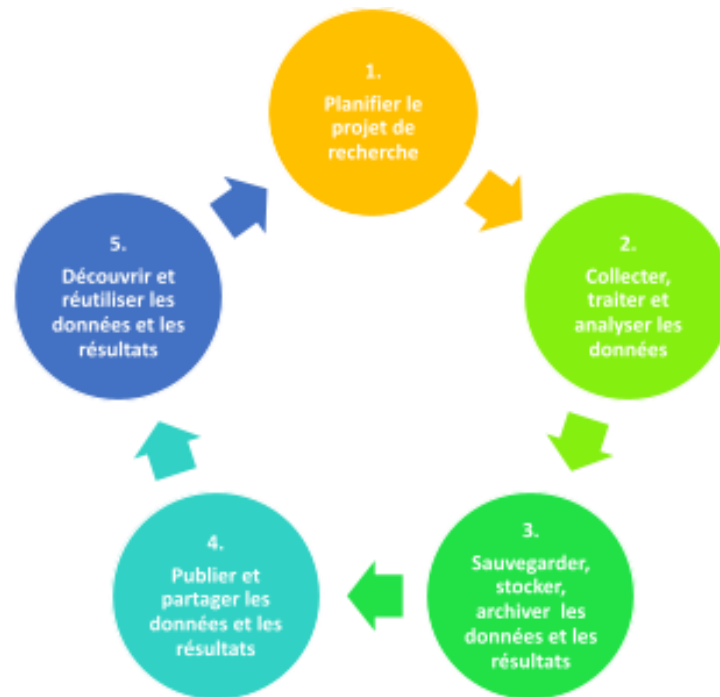 1.
Planifier le
projet de
recherche
2.
Collecter,
traiter et
analyser les
données
3.
Sauvegarder,
stocker,
archiver les
données et les
résultats
4.
Publier et
partager les
données et les
résultats
5.
Découvrir et
réutiliser les
données et les
résultats